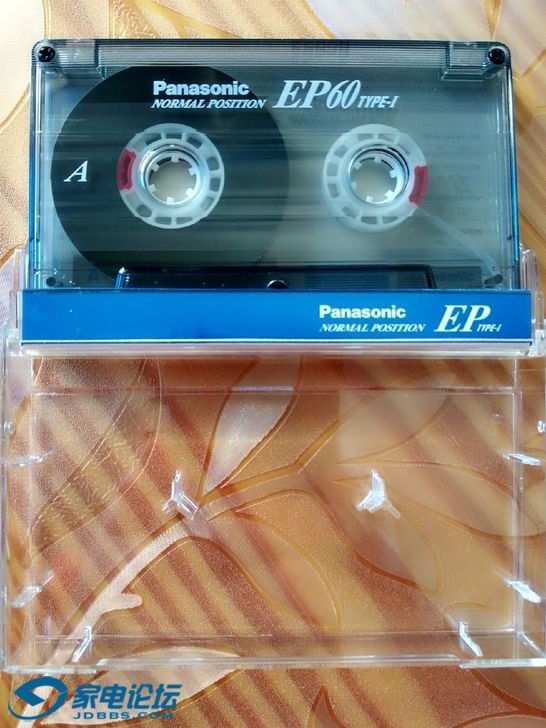 Panasonic
NORMAL POSITION
EP60 TYPE-I
A
Panasonic
NORMAL POSITION
EP TYPE-I
家电论坛
JDBBS.COM